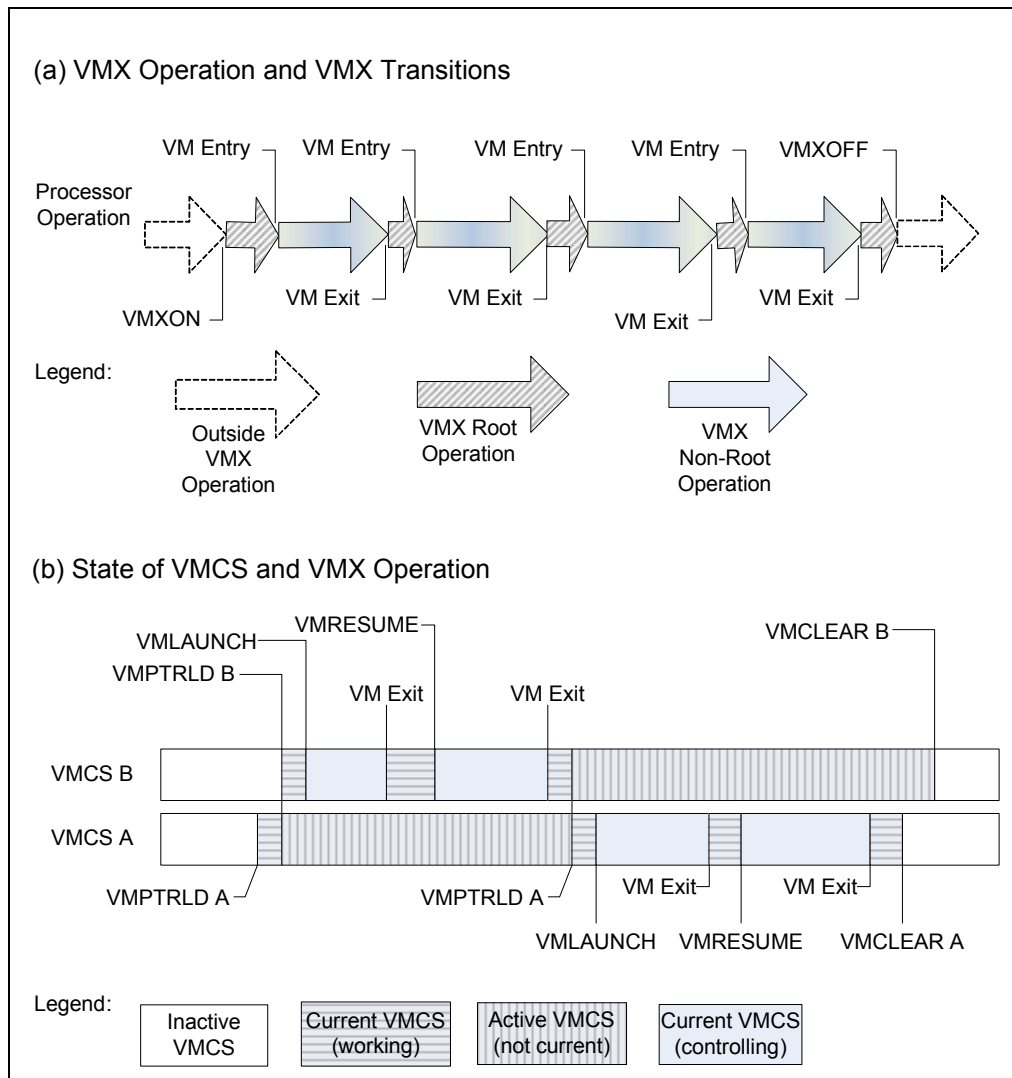 (a) VMX Operation and VMX Transitions
VM Entry
VM Entry
VM Entry
VM Entry
VMXOFF
Processor
Operation
VMXON
VM Exit
VM Exit
VM Exit
VM Exit
Legend:
Outside
VMX
Operation
VMX Root
Operation
VMX
Non-Root
Operation
(b) State of VMCS and VMX Operation
VMPTRLD B
VMLAUNCH
VM Exit
VMRESUME
VM Exit
VMCLEAR B
VMCS B
VMCS A
VMPTRLD A
VMPTRLD A
VMLAUNCH
VM Exit
VMRESUME
VM Exit
VMCLEAR A
Legend:
Inactive
VMCS
Current VMCS
(working)
Active VMCS
(not current)
Current VMCS
(controlling)